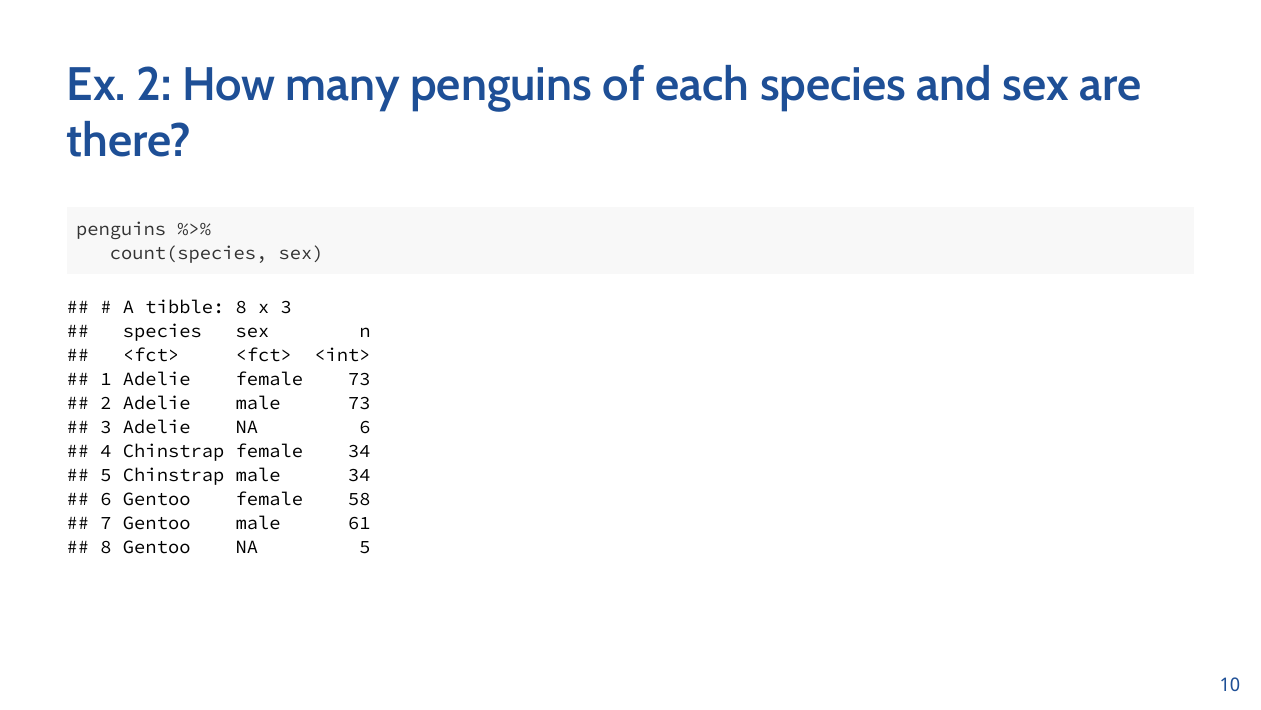 Ex. 2: How many penguins of each species and sex are
there?
penguins %>%
   count(species, sex)
## # A tibble: 8 x 3
##   species   sex        n
##   <fct>     <fct>  <int>
## 1 Adelie    female    73
## 2 Adelie    male      73
## 3 Adelie    NA         6
## 4 Chinstrap female    34
## 5 Chinstrap male      34
## 6 Gentoo    female    58
## 7 Gentoo    male      61
## 8 Gentoo    NA         5
10